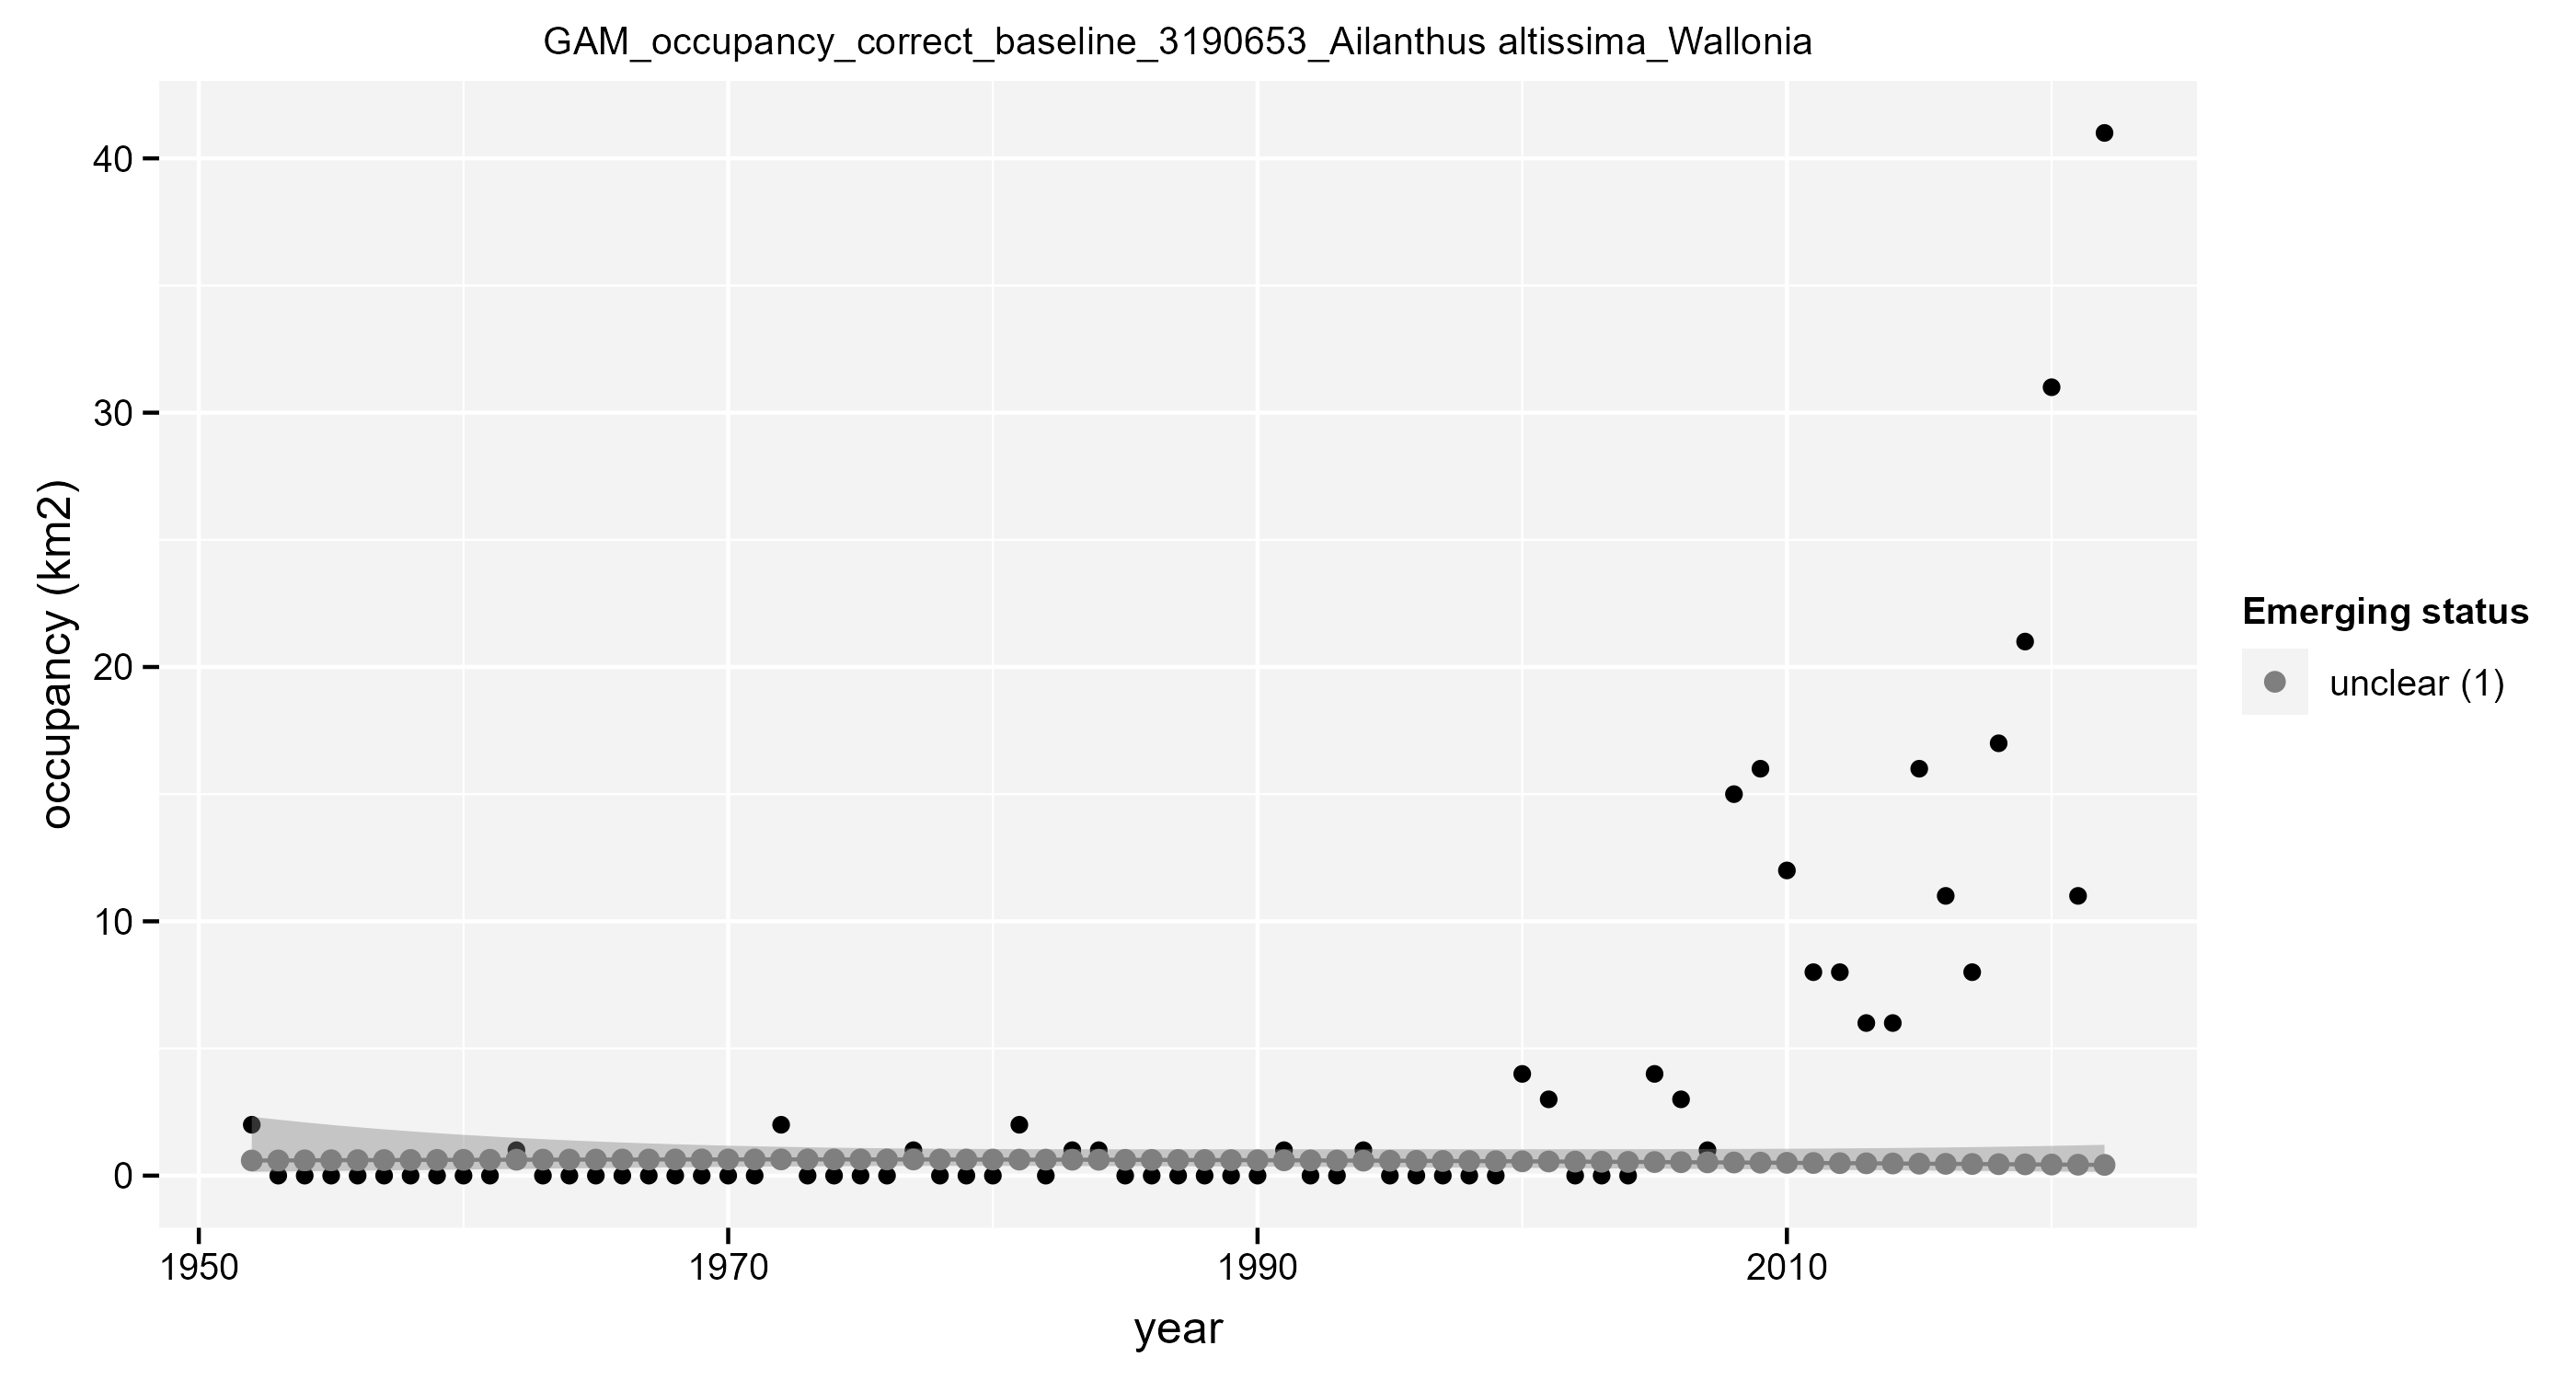 GAM_occupancy_correct_baseline_3190653_Ailanthus altissima_Wallonia
40
30
20
10
0
occupancy (km2)
1950
1970
1990
2010
year
Emerging status
unclear (1)